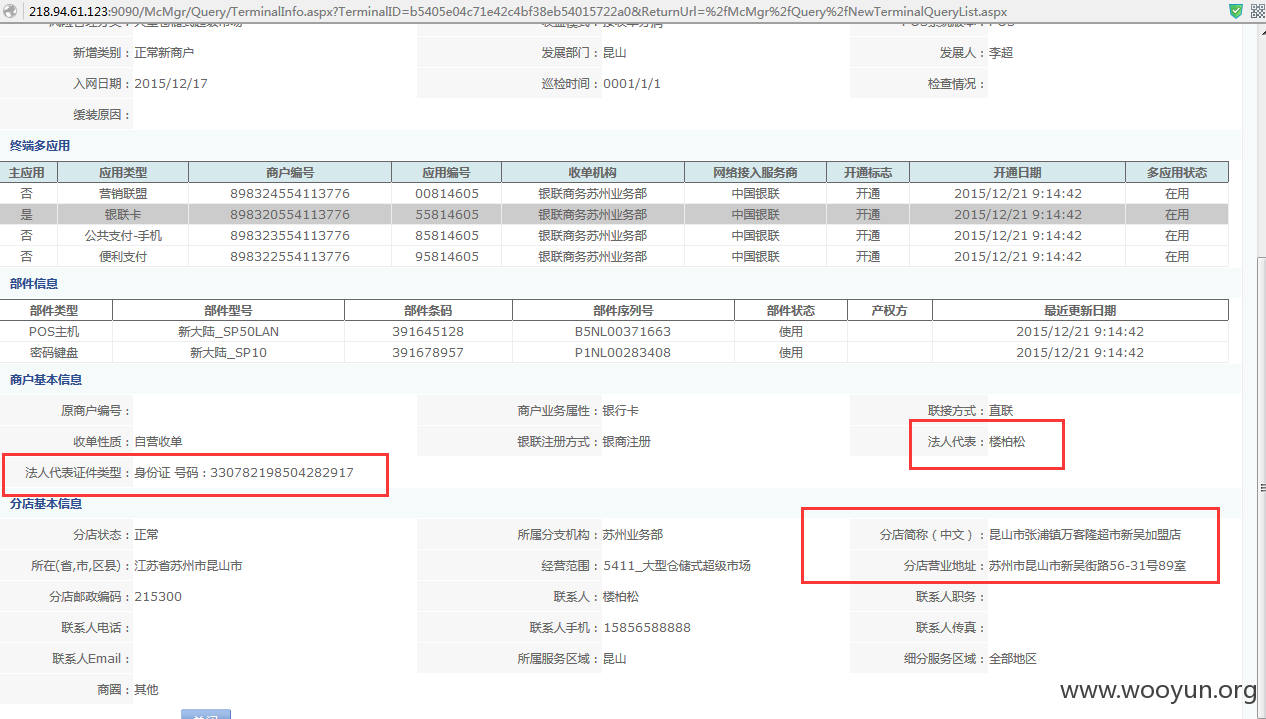 218.94.61.123:9090/McMgr/Query/TerminalInfo.aspx?TerminalID=b5405e04c71e42c4bf38eb54015722a0&ReturnUrl=%2fMcMgr%2fQuery%2fNewTerminalQueryList.aspx
新增类别： 正常新商户 发展部门： 昆山 发展人： 李超
入网日期： 2015/12/17 巡检时间： 0001/1/1 检查情况：
缓装原因：
终端多应用
主应用 应用类型 商户编号 应用编号 收单机构 网络接入服务商 开通标志 开通日期 多应用状态
否 营销联盟 898324554113776 00814605 银联商务苏州业务部 中国银联 开通 2015/12/21 9:14:42 在用
是 银联卡 898320554113776 55814605 银联商务苏州业务部 中国银联 开通 2015/12/21 9:14:42 在用
否 公共支付-手机 898323554113776 85814605 银联商务苏州业务部 中国银联 开通 2015/12/21 9:14:42 在用
否 便利支付 898322554113776 95814605 银联商务苏州业务部 中国银联 开通 2015/12/21 9:14:42 在用
部件信息
部件类型 部件型号 部件条码 部件序列号 部件状态 产权方 最近更新日期
POS主机 新大陆_SP50LAN 391645128 B5NL00371663 使用 2015/12/21 9:14:42
密码键盘 新大陆_SP10 391678957 P1NL00283408 使用 2015/12/21 9:14:42
商户基本信息
原商户编号： 商户业务属性： 银行卡 联接方式： 直联
收单性质： 自营收单 银联注册方式： 银商注册 法人代表： 楼柏松
法人代表证件类型： 身份证 号码：330782198504282917
分店基本信息
分店状态： 正常 所属分支机构： 苏州业务部 分店简称（中文）： 昆山市张浦镇万客隆超市新吴加盟店
所在(省,市,区县)： 江苏省苏州市昆山市 经营范围： 5411_大型仓储式超级市场 分店营业地址： 苏州市昆山市新吴街路56-31号89室
分店邮政编码： 215300 联系人： 楼柏松 联系人职务：
联系人电话： 联系人手机： 15856588888 联系人传真：
联系人Email： 所属服务区域： 昆山 细分服务区域： 全部地区
商圈： 其他
www.wooyun.org